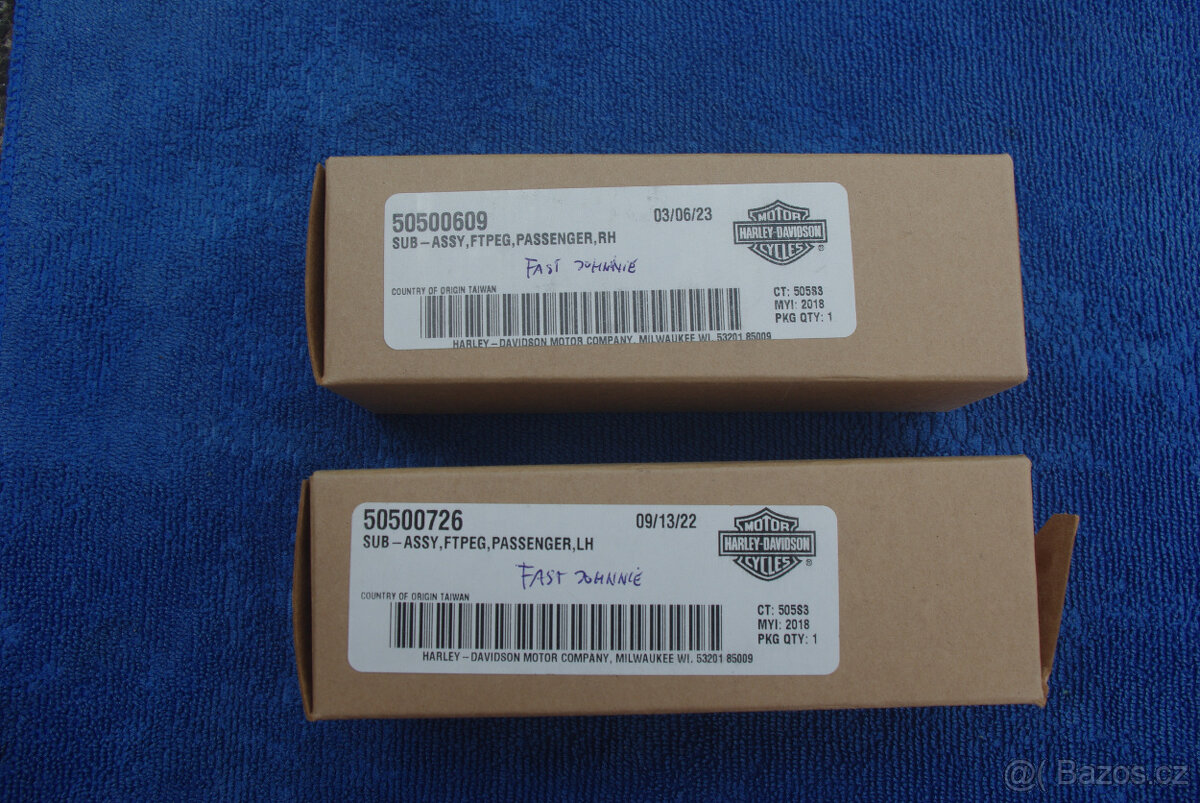 50500609
03/06/23
SUB-ASSY,FTPEG,PASSENGER,RH
MOTOR
HARLEY-DAVIDSON
CYCLES
®
FAST JOHNNIE
COUNTRY OF ORIGIN TAIWAN
CT: 505S3
MYI: 2018
PKG QTY: 1
HARLEY-DAVIDSON MOTOR COMPANY, MILWAUKEE WI. 53201 85009
50500726
09/13/22
SUB-ASSY,FTPEG,PASSENGER,LH
MOTOR
HARLEY-DAVIDSON
CYCLES
®
FAST JOHNNIE
COUNTRY OF ORIGIN TAIWAN
CT: 505S3
MYI: 2018
PKG QTY: 1
HARLEY-DAVIDSON MOTOR COMPANY, MILWAUKEE WI. 53201 85009
@( Bazos.cz